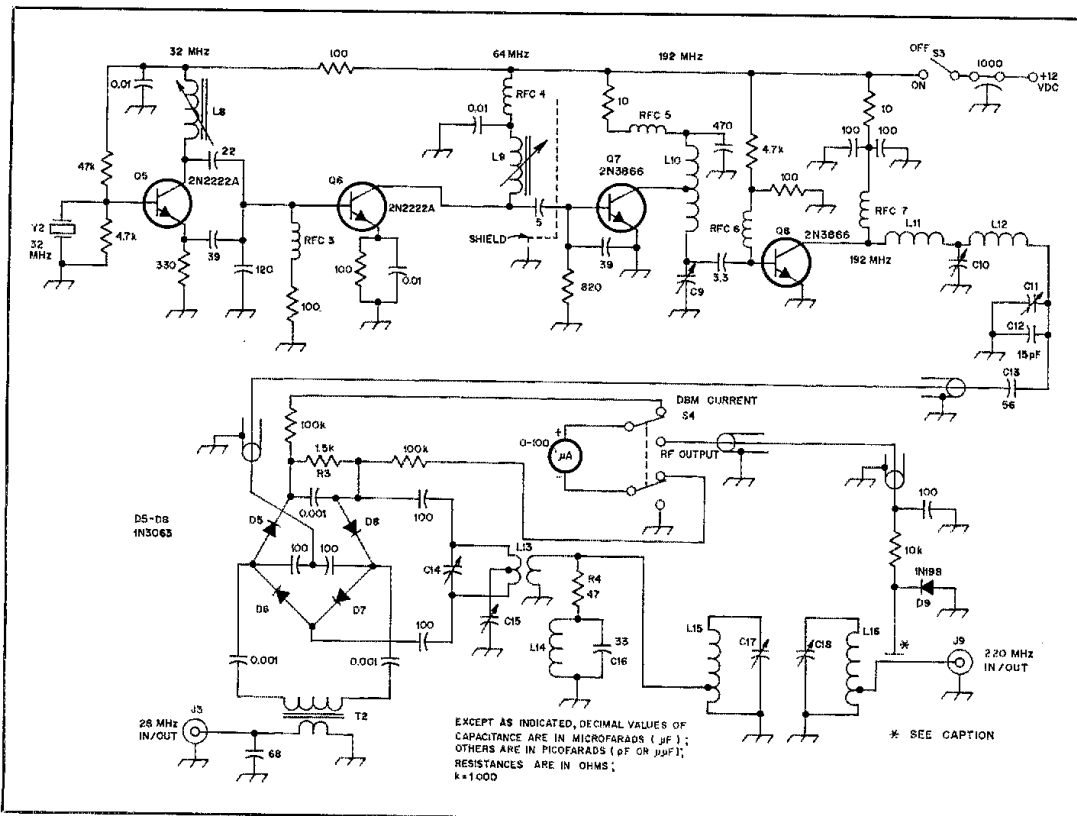 32 MHz
100
64 MHz
192 MHz
OFF
S3
1000
+12
VDC
ON
0.01
L8
RFC 4
10
RFC 5
10
0.01
470
100
100
47k
22
L9
L10
4.7k
Q5
2N2222A
Q6
Q7
2N3866
100
2N2222A
RFC 7
L11
L12
Y2
32
MHz
4.7k
5
RFC 6
Q8
2N3866
SHIELD
RFC 3
39
39
192 MHz
C10
330
120
100
0.01
3.3
C9
820
C11
100
C12
15pF
C13
56
DBM CURRENT
S4
100k
+
0-100
µA
-
RF OUTPUT
1.5k
R3
100k
D5-D8
1N3063
0.001
D5
D8
100
100
100
100
L13
C14
10k
R4
47
1N198
D9
D6
D7
C15
100
L15
C17
C18
L16
*
J9
L14
33
C16
220 MHz
IN/OUT
0.001
0.001
J3
T2
28 MHz
IN/OUT
68
EXCEPT AS INDICATED, DECIMAL VALUES OF
CAPACITANCE ARE IN MICROFARADS ( µF ) ;
OTHERS ARE IN PICOFARADS ( pF OR µµF);
RESISTANCES ARE IN OHMS ;
k=1000
* SEE CAPTION